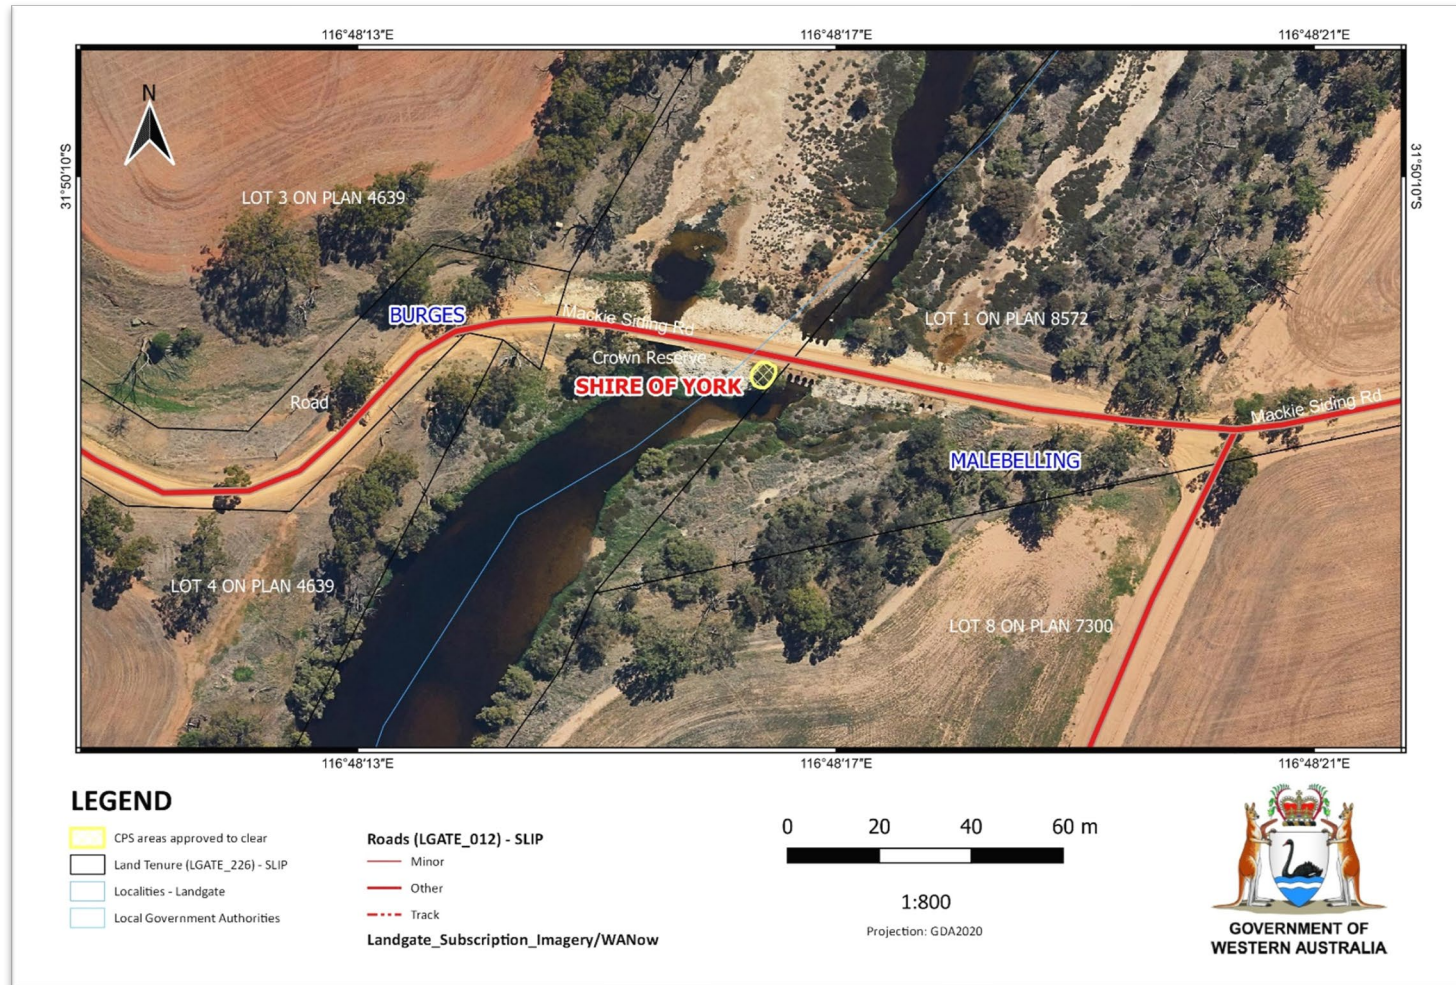 116°48'13"E 116°48'17"E 116°48'21"E
N
31°50'10"S
31°50'10"S
LOT 3 ON PLAN 4639
BURGES
Mackie Siding Rd
LOT 1 ON PLAN 8572
Crown Reserve
SHIRE OF YORK
Road
Mackie Siding Rd
MALEBELLING
LOT 4 ON PLAN 4639
LOT 8 ON PLAN 7300
116°48'13"E 116°48'17"E 116°48'21"E
LEGEND
CPS areas approved to clear
Land Tenure (LGATE_226) - SLIP
Localities - Landgate
Local Government Authorities
Roads (LGATE_012) - SLIP
Minor
Other
Track
Landgate_Subscription_Imagery/WANow
0 20 40 60 m
1:800
Projection: GDA2020
GOVERNMENT OF
WESTERN AUSTRALIA